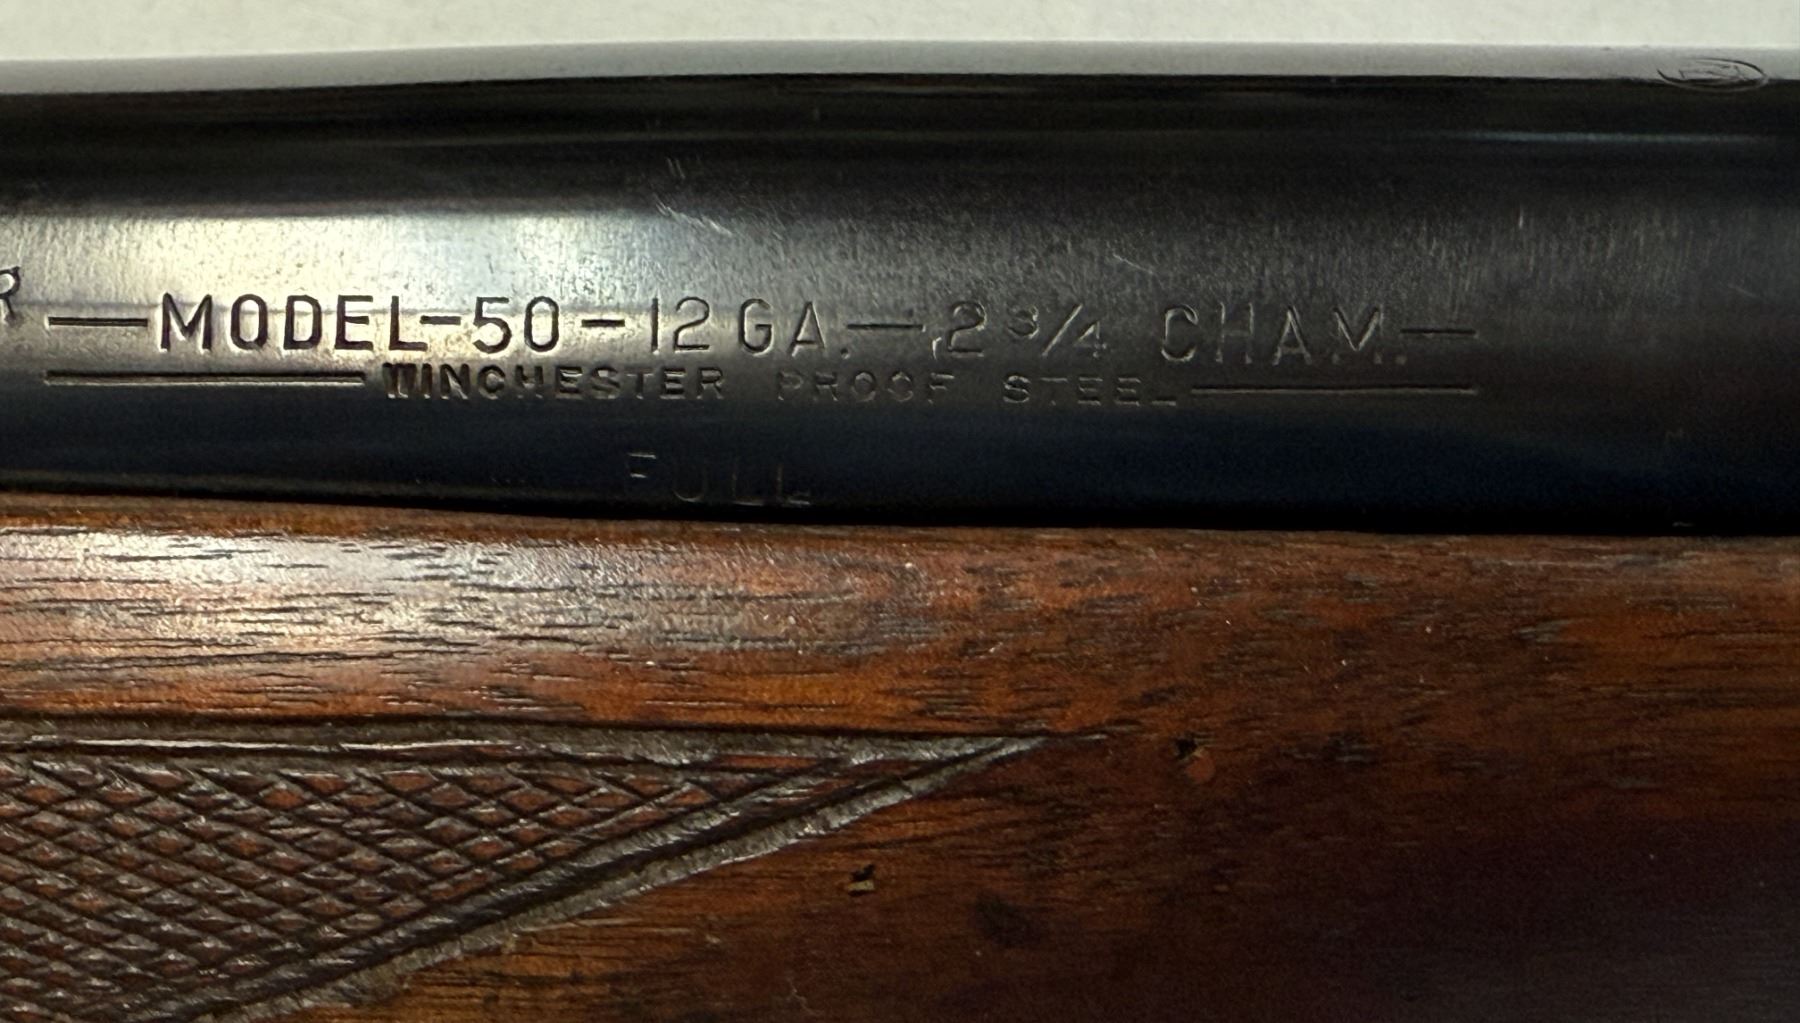 R —MODEL-50-12 GA.—2 3/4 CHAM.—
WINCHESTER PROOF STEEL
FULL